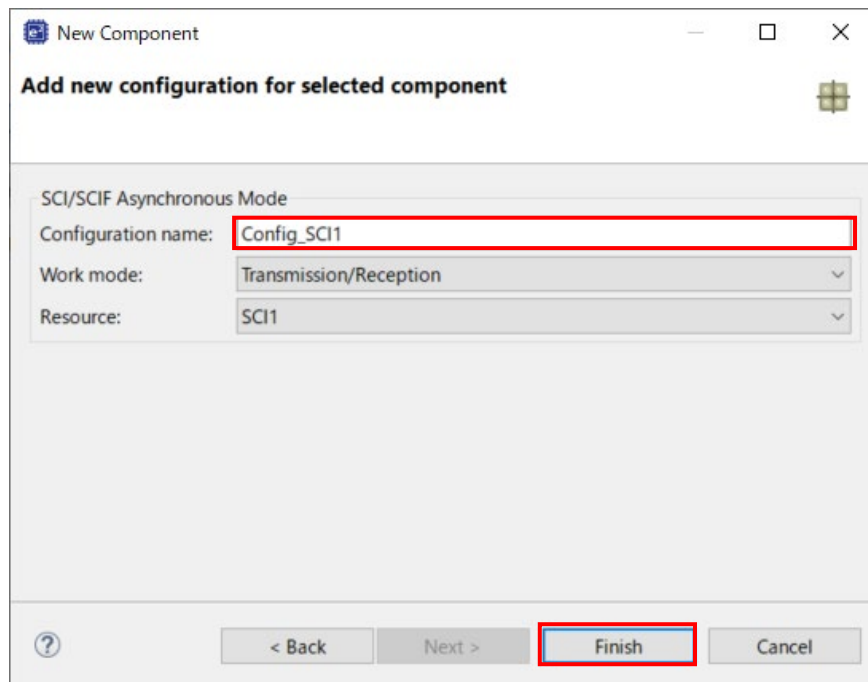 New Component
Add new configuration for selected component
SCI/SCIF Asynchronous Mode
Configuration name: Config_SCI1
Work mode: Transmission/Reception
Resource: SCI1
< Back Next > Finish Cancel